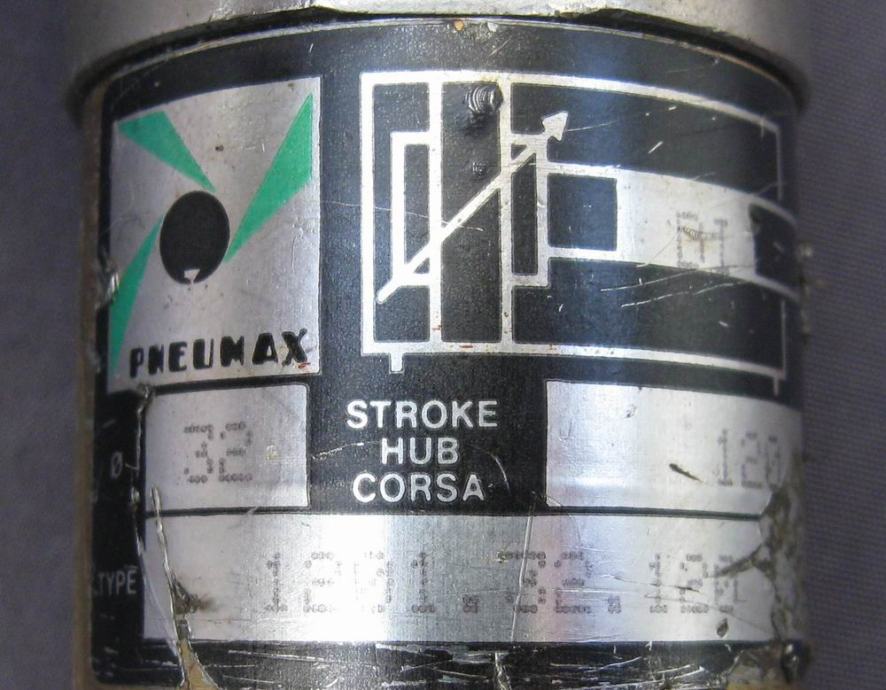 PNEUMAX
Ø 32
STROKE
HUB
CORSA
120
TYPE